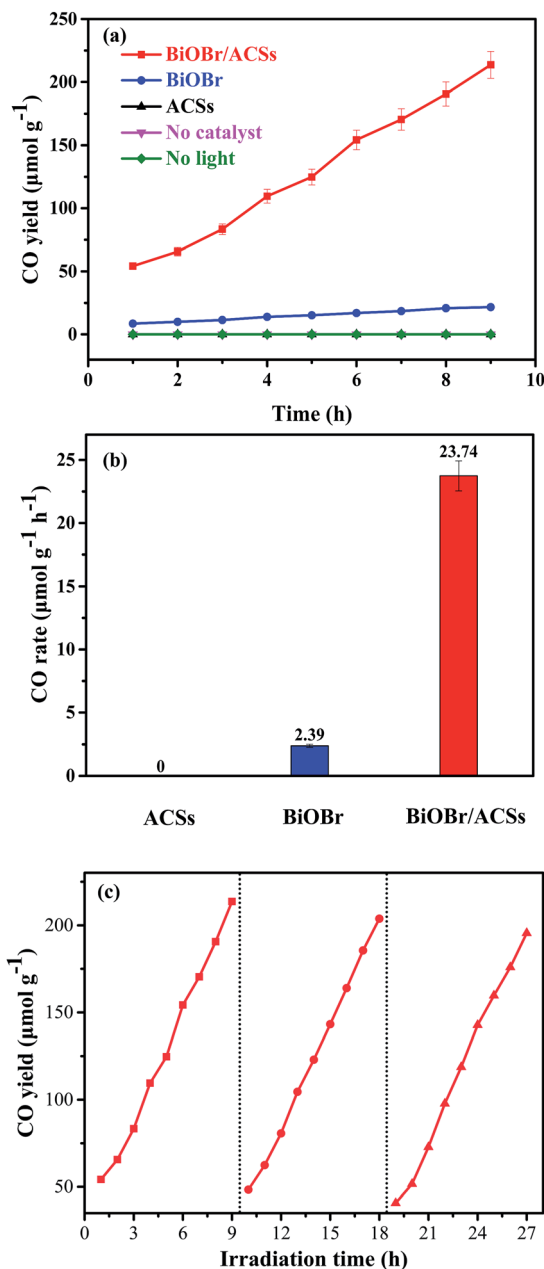 (a)
BiOBr/ACSs
BiOBr
ACSs
No catalyst
No light
CO yield (μmol g⁻¹)
250
200
150
100
50
0
0 2 4 6 8 10
Time (h)
(b)
CO rate (μmol g⁻¹ h⁻¹)
25
20
15
10
5
0
0
2.39
23.74
ACSs BiOBr BiOBr/ACSs
(c)
CO yield (μmol g⁻¹)
200
150
100
50
0 3 6 9 12 15 18 21 24 27
Irradiation time (h)